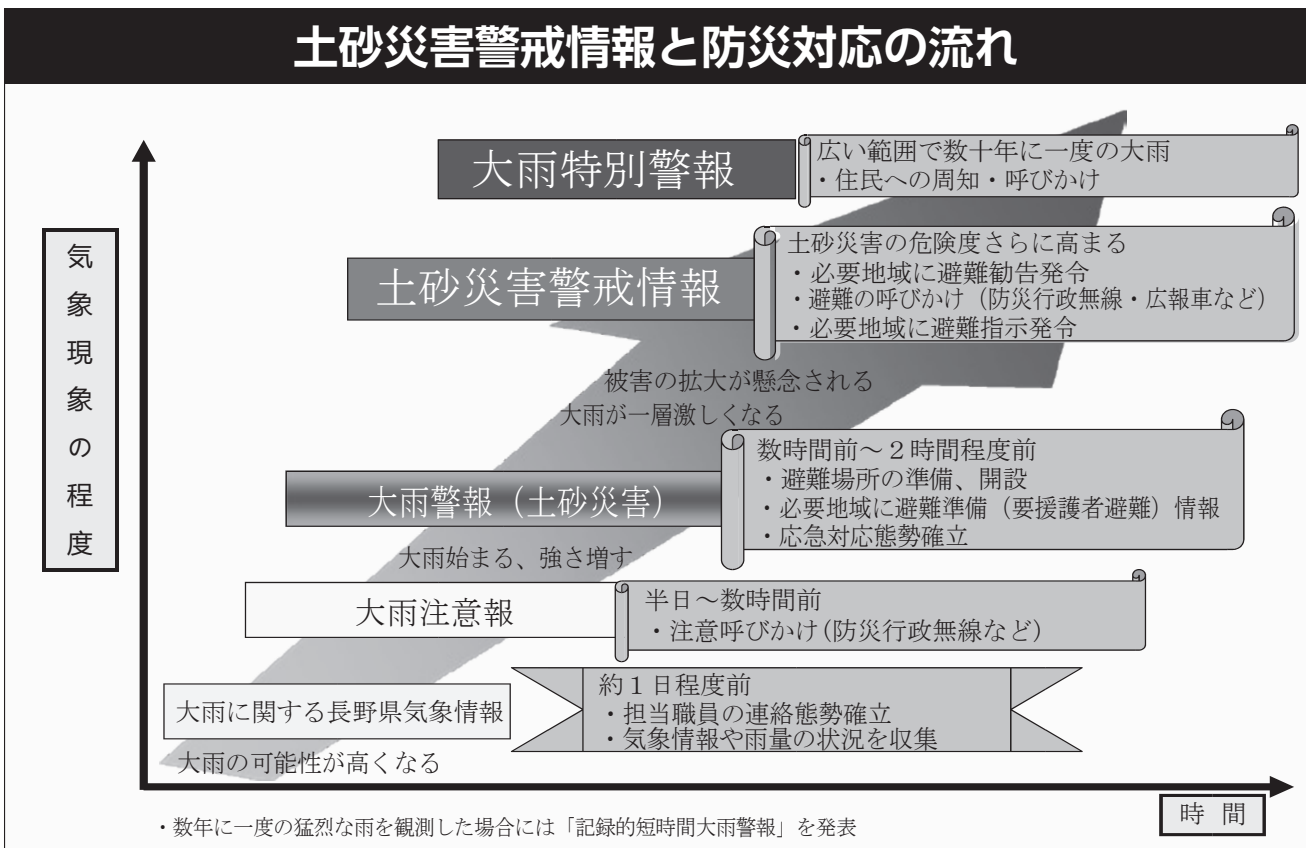 土砂災害警戒情報と防災対応の流れ
気象現象の程度
大雨特別警報
広い範囲で数十年に一度の大雨
・住民への周知・呼びかけ
土砂災害警戒情報
土砂災害の危険度さらに高まる
・必要地域に避難勧告発令
・避難の呼びかけ(防災行政無線・広報車など)
・必要地域に避難指示発令
被害の拡大が懸念される
大雨が一層激しくなる
大雨警報(土砂災害)
数時間前～2時間程度前
・避難場所の準備、開設
・必要地域に避難準備(要援護者避難)情報
・応急対応態勢確立
大雨始まる、強さ増す
大雨注意報
半日～数時間前
・注意呼びかけ(防災行政無線など)
大雨に関する長野県気象情報
約1日程度前
・担当職員の連絡態勢確立
・気象情報や雨量の状況を収集
大雨の可能性が高くなる
時間
・数年に一度の猛烈な雨を観測した場合には「記録的短時間大雨警報」を発表